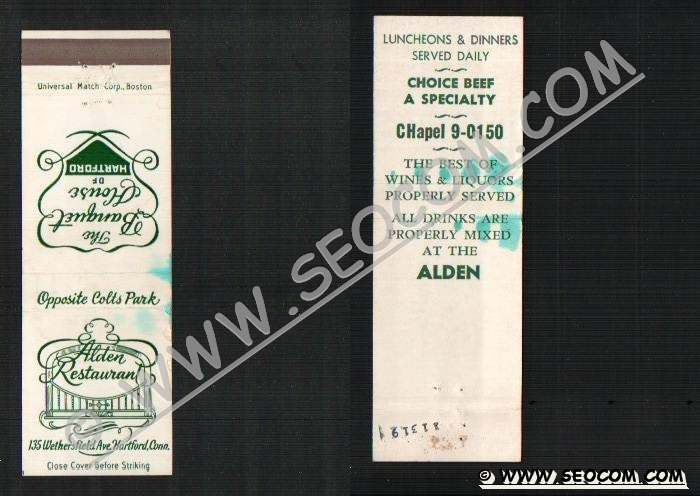 Universal Match Corp., Boston
The
Banquet
House
OF
HARTFORD
Opposite Colts Park
Alden
Restaurant
135 Wethersfield Ave. Hartford, Conn.
Close Cover Before Striking
LUNCHEONS & DINNERS
SERVED DAILY
CHOICE BEEF
A SPECIALTY
CHapel 9-0150
THE BEST OF
WINES & LIQUORS
PROPERLY SERVED
ALL DRINKS ARE
PROPERLY MIXED
AT THE
ALDEN
© WWW.SEOCOM.COM
© WWW.SEOCOM.COM